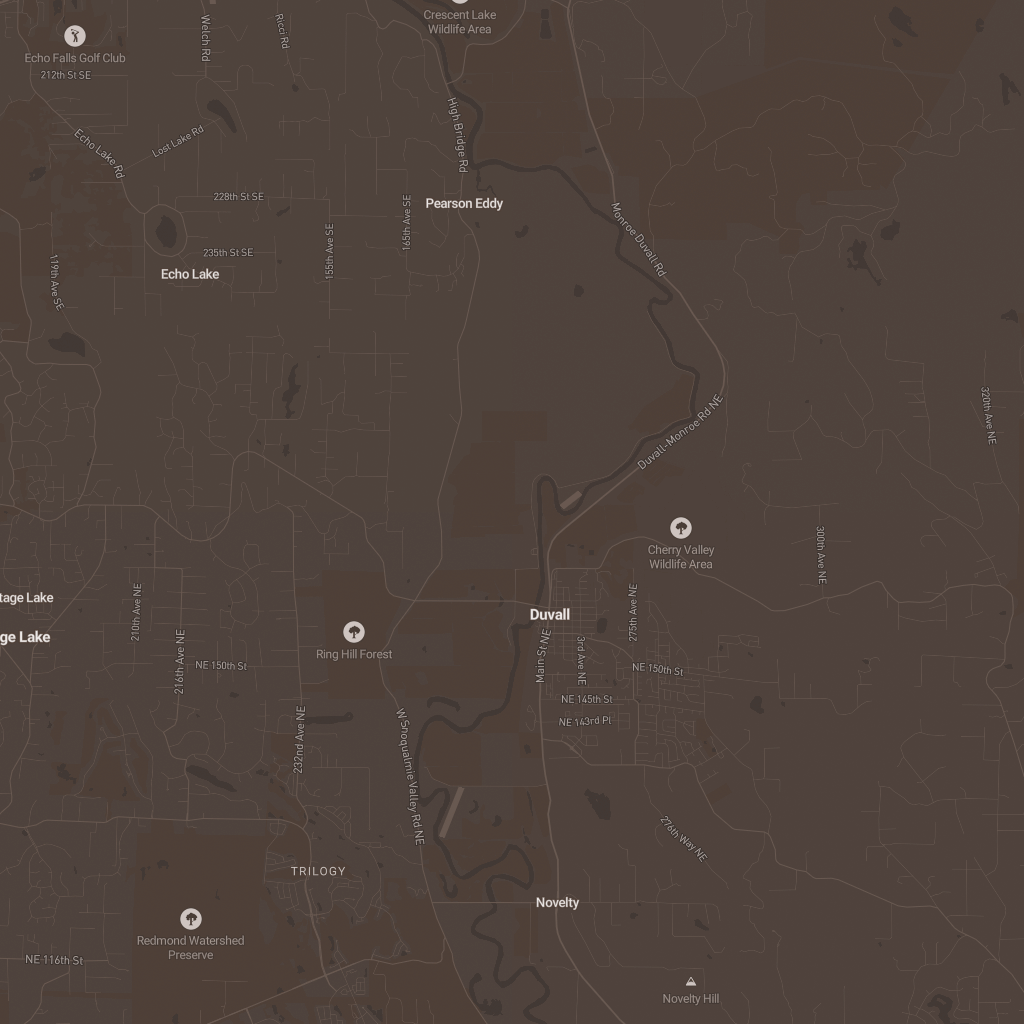 Crescent Lake
Wildlife Area
Welch Rd
Ricci Rd
Echo Falls Golf Club
212th St SE
High Bridge Rd
Echo Lake Rd
Lost Lake Rd
228th St SE
Pearson Eddy
165th Ave SE
155th Ave SE
Monroe Duvall Rd
235th St SE
Echo Lake
119th Ave SE
320th Ave NE
Duvall-Monroe Rd NE
Cherry Valley
Wildlife Area
300th Ave NE
tage Lake
210th Ave NE
275th Ave NE
Duvall
ge Lake
Ring Hill Forest
216th Ave NE
NE 150th St
Main St NE
3rd Ave NE
NE 150th St
NE 145th St
NE 143rd Pl
232nd Ave NE
W Snoqualmie Valley Rd NE
276th Way NE
TRILOGY
Novelty
Redmond Watershed
Preserve
NE 116th St
Novelty Hill